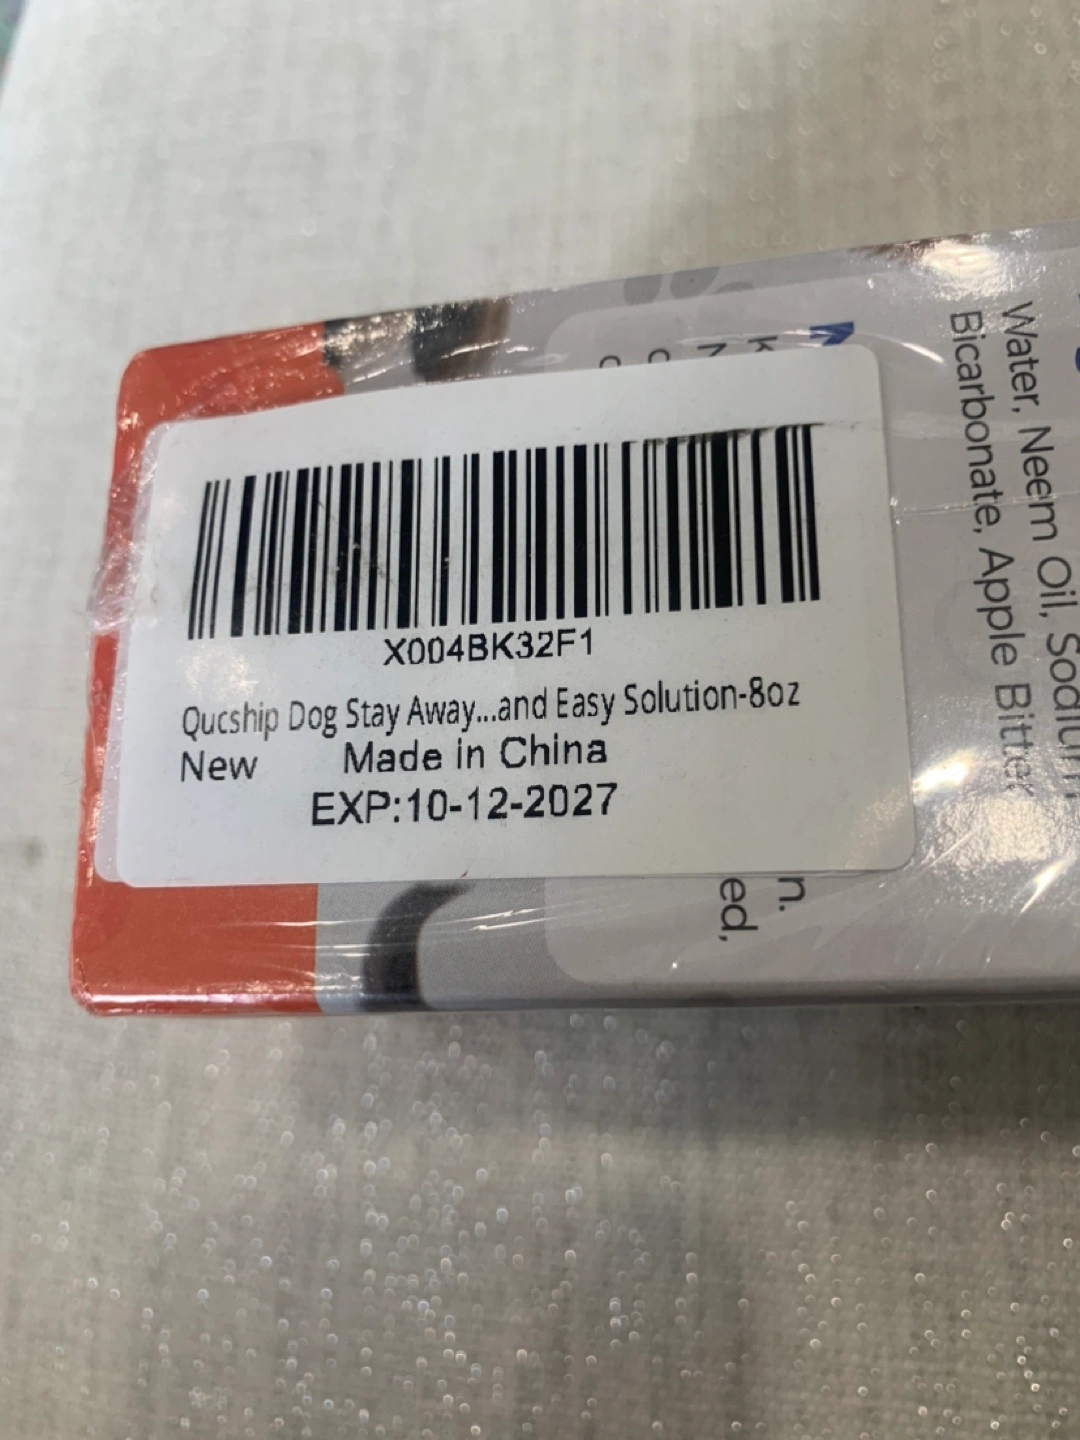 X004BK32F1
Qucship Dog Stay Away...and Easy Solution-8oz
New Made in China
EXP:10-12-2027
Water, Neem Oil, Sodium
Bicarbonate, Apple Bitter
n.
ed,